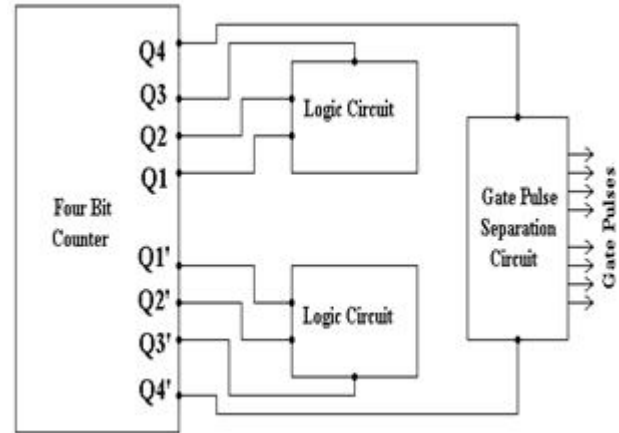 Q4
Q3
Q2
Q1
Logic Circuit
Four Bit
Counter
Gate Pulse
Separation
Circuit
Gate Pulses
Q1'
Q2'
Q3'
Q4'
Logic Circuit